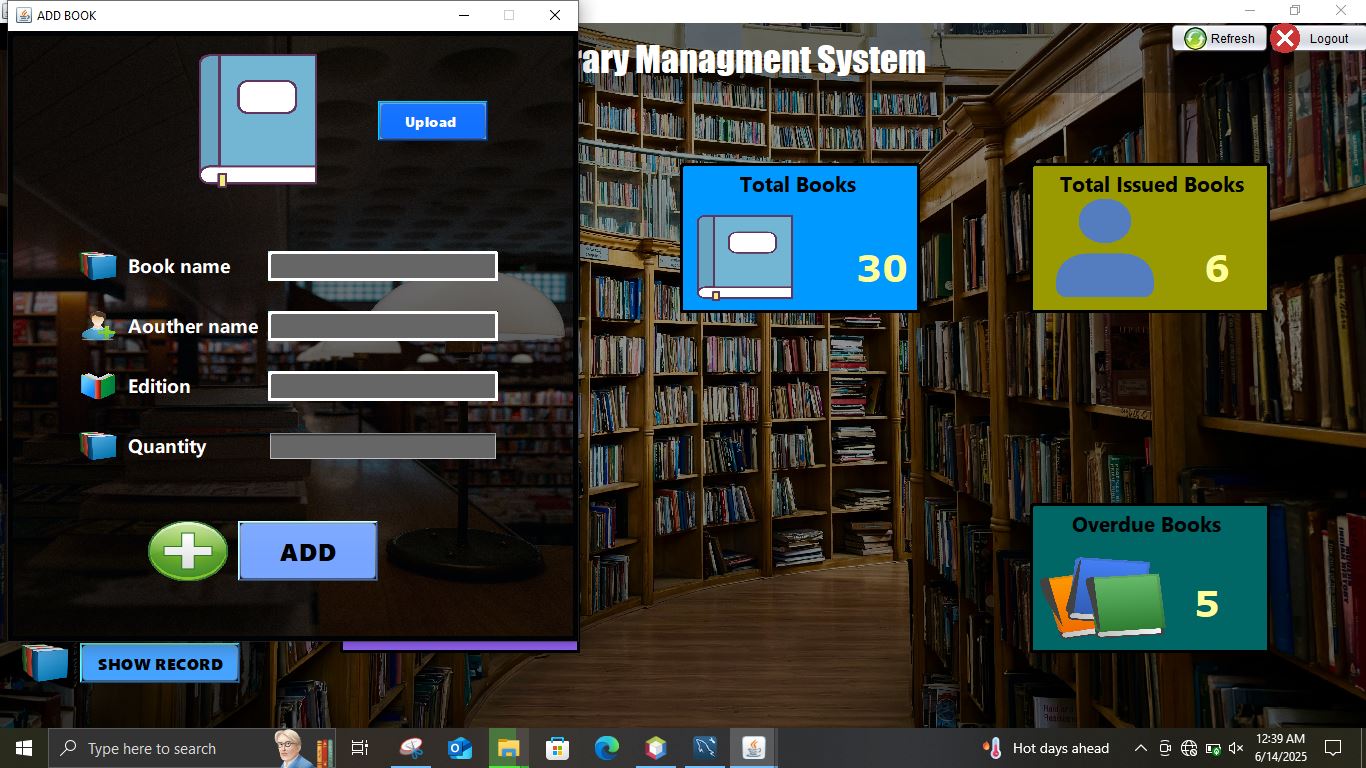 ADD BOOK
rary Managment System
Refresh
Logout
Upload
Total Books
30
Total Issued Books
6
Book name
Aouther name
Edition
Quantity
ADD
Overdue Books
5
SHOW RECORD
Type here to search
Hot days ahead
12:39 AM
6/14/2025